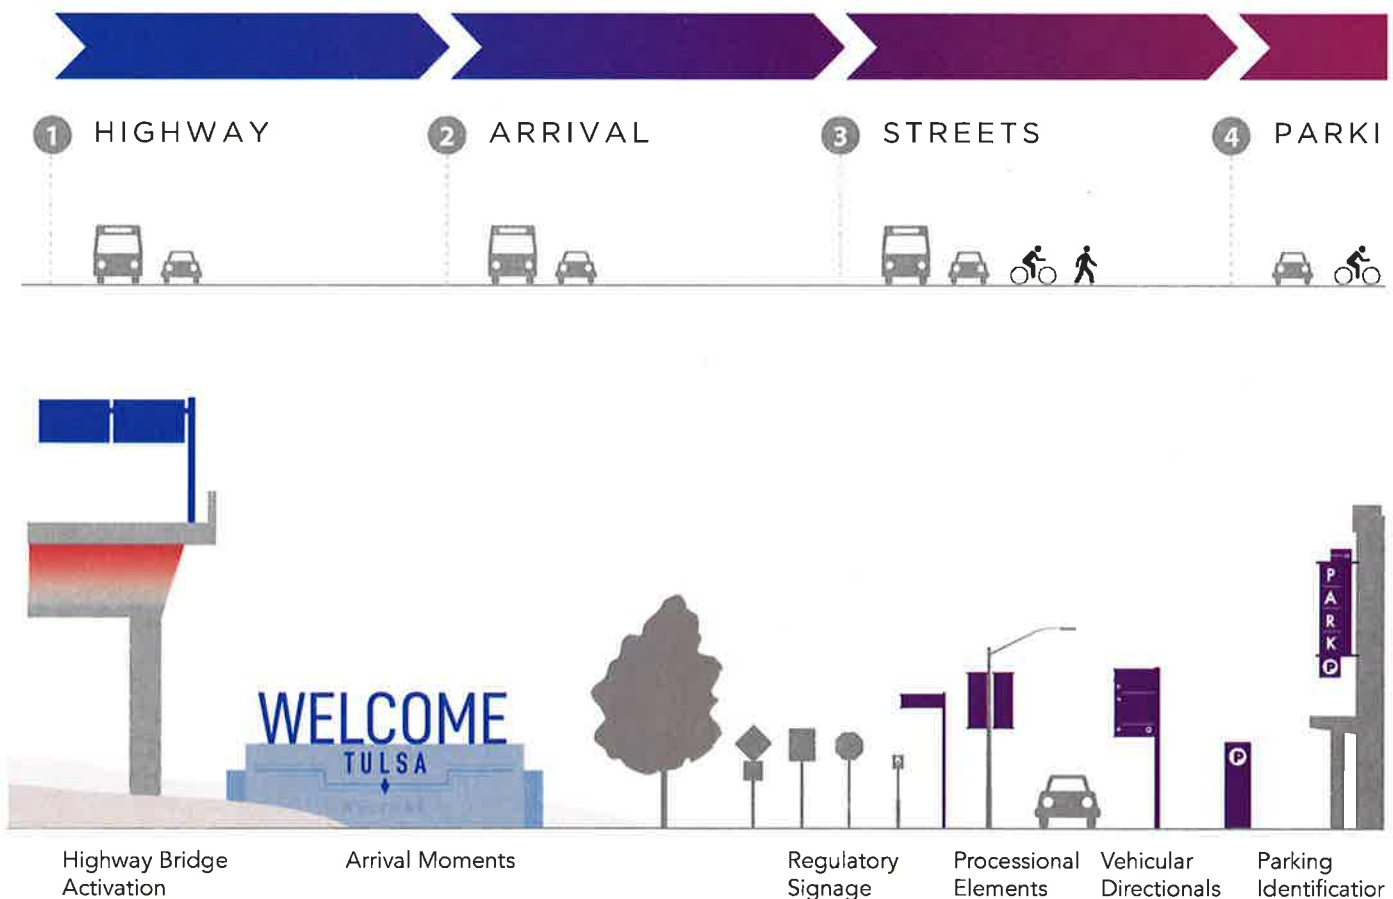 1 HIGHWAY
2 ARRIVAL
3 STREETS
4 PARKI
WELCOME
TULSA
PARK
P
P
Highway Bridge
Activation
Arrival Moments
Regulatory
Signage
Processional
Elements
Vehicular
Directionals
Parking
Identificatior